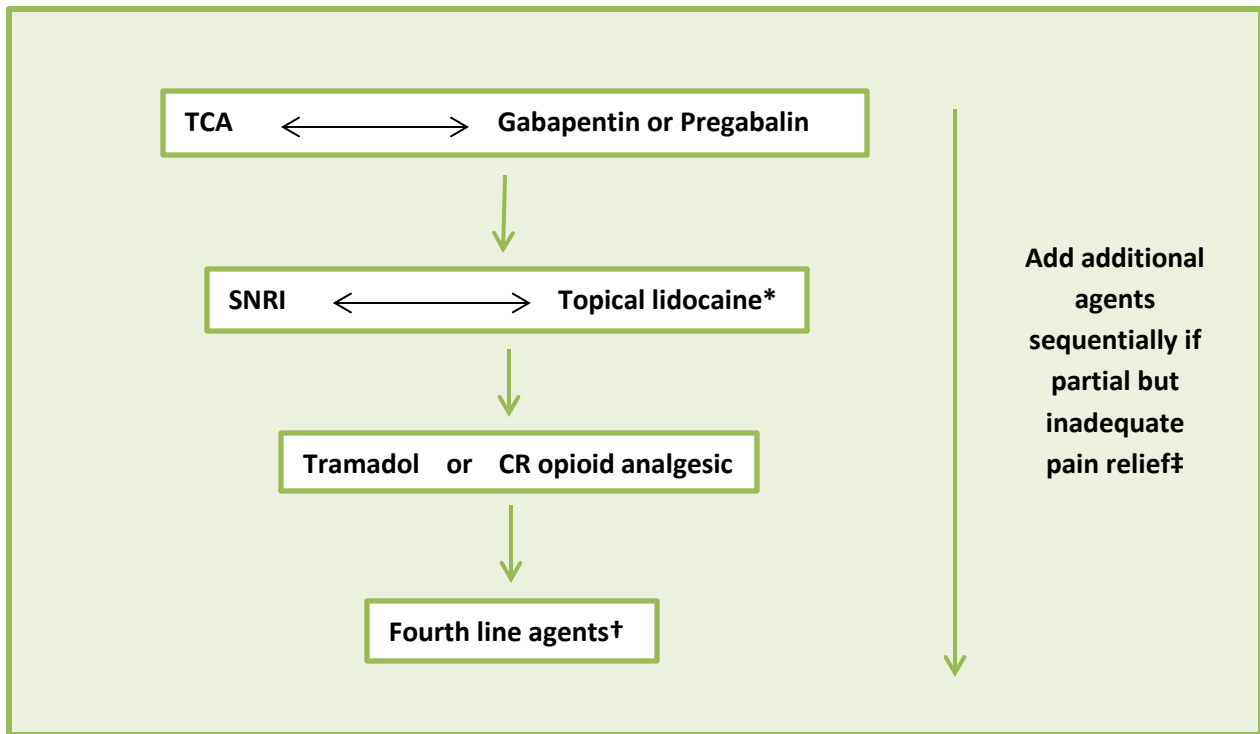 TCA Gabapentin or Pregabalin
SNRI Topical lidocaine*
Tramadol or CR opioid analgesic
Fourth line agents†
Add additional
agents
sequentially if
partial but
inadequate
pain relief‡